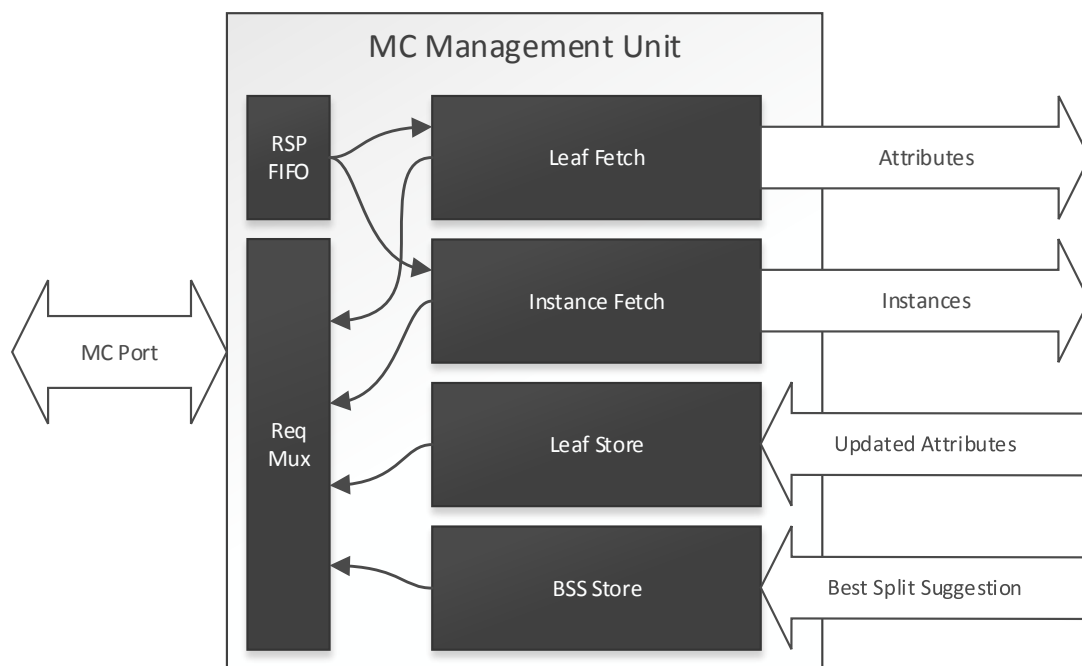 MC Management Unit
RSP
FIFO
Leaf Fetch
Attributes
Instance Fetch
Instances
MC Port
Req
Mux
Leaf Store
Updated Attributes
BSS Store
Best Split Suggestion